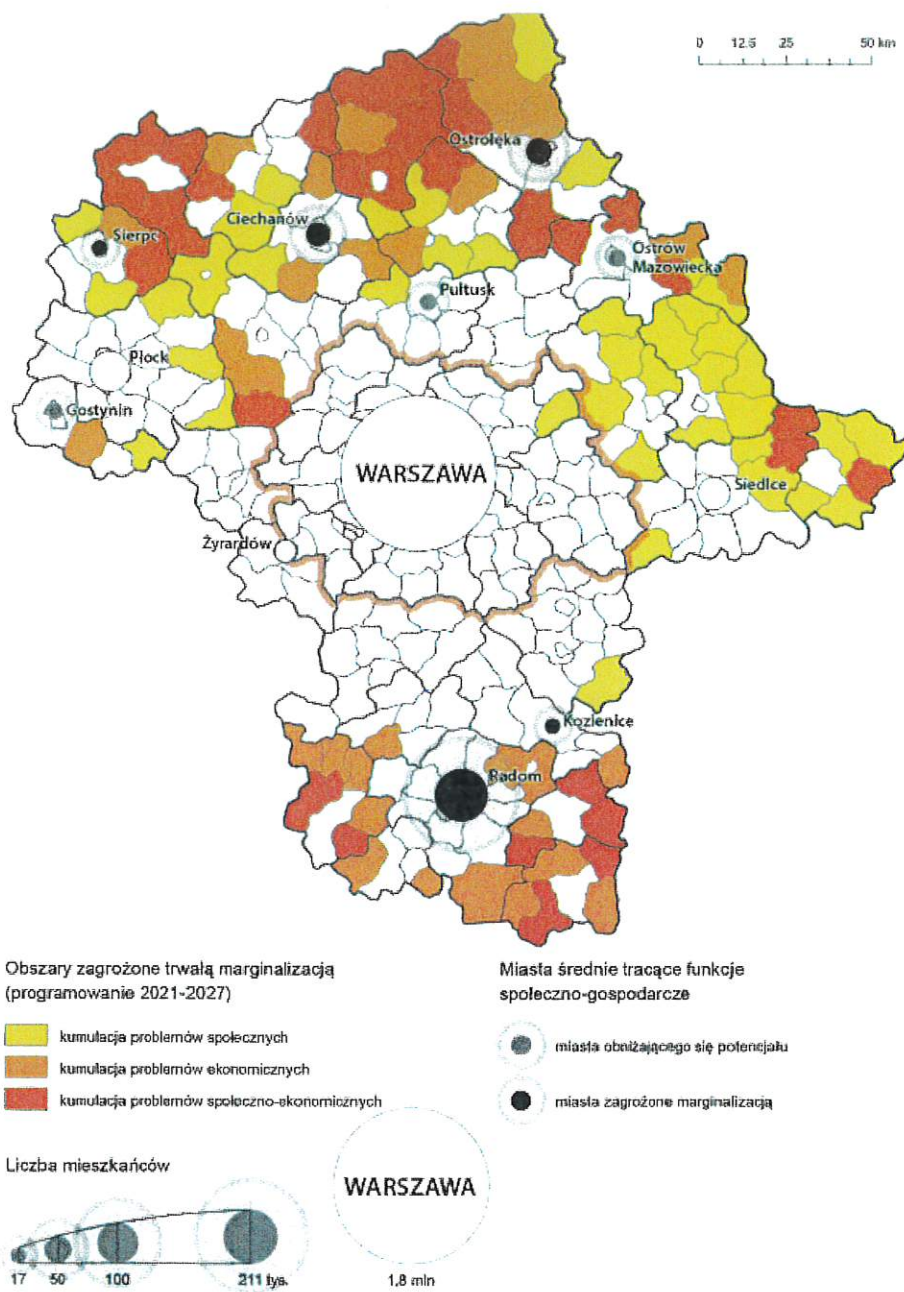 0 12.5 25 50 km
Ostrołęka
Ciechanów
Sierpc
Ostrów
Mazowiecka
Pułtusk
Płock
Gostynin
WARSZAWA
Siedlce
Żyrardów
Kozienice
Radom
Obszary zagrożone trwałą marginalizacją
(programowanie 2021-2027)
kumulacja problemów społecznych
kumulacja problemów ekonomicznych
kumulacja problemów społeczno-ekonomicznych
Miasta średnie tracące funkcje
społeczno-gospodarcze
miasta obniżającego się potencjału
miasta zagrożone marginalizacją
Liczba mieszkańców
17 50 100 211 tys.
WARSZAWA
1,8 mln